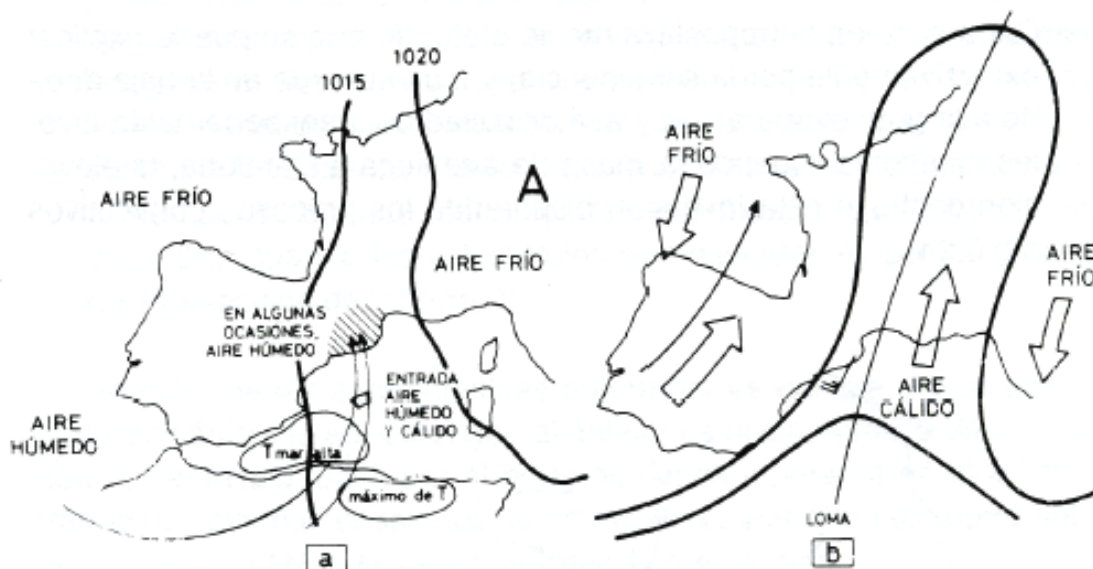 1015
1020
AIRE FRÍO
A
AIRE FRÍO
EN ALGUNAS
OCASIONES,
AIRE HÚMEDO
ENTRADA
AIRE
HÚMEDO
Y CÁLIDO
AIRE
HÚMEDO
T mar alta
máximo de T
a
AIRE
FRÍO
AIRE
FRÍO
AIRE
CÁLIDO
LOMA
b